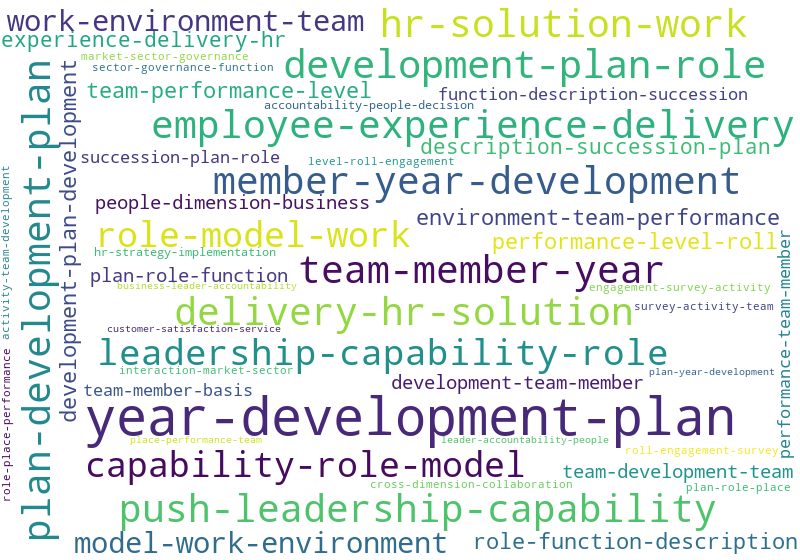 work-environment-team
hr-solution-work
experience-delivery-hr
market-sector-governance
development-plan-role
sector-governance-function
team-performance-level
function-description-succession
accountability-people-decision
employee-experience-delivery
description-succession-plan
succession-plan-role
level-roll-engagement
member-year-development
people-dimension-business
environment-team-performance
role-model-work
performance-level-roll
hr-strategy-implementation
team-member-year
plan-role-function
business-leader-accountability
engagement-survey-activity
delivery-hr-solution
survey-activity-team
customer-satisfaction-service
leadership-capability-role
interaction-market-sector
plan-year-development
development-team-member
team-member-basis
year-development-plan
place-performance-team
leader-accountability-people
roll-engagement-survey
capability-role-model
team-development-team
cross-dimension-collaboration
plan-role-place
push-leadership-capability
model-work-environment
role-function-description
activity-team-development
role-place-performance
plan-development-plan
development-plan-development
performance-team-member